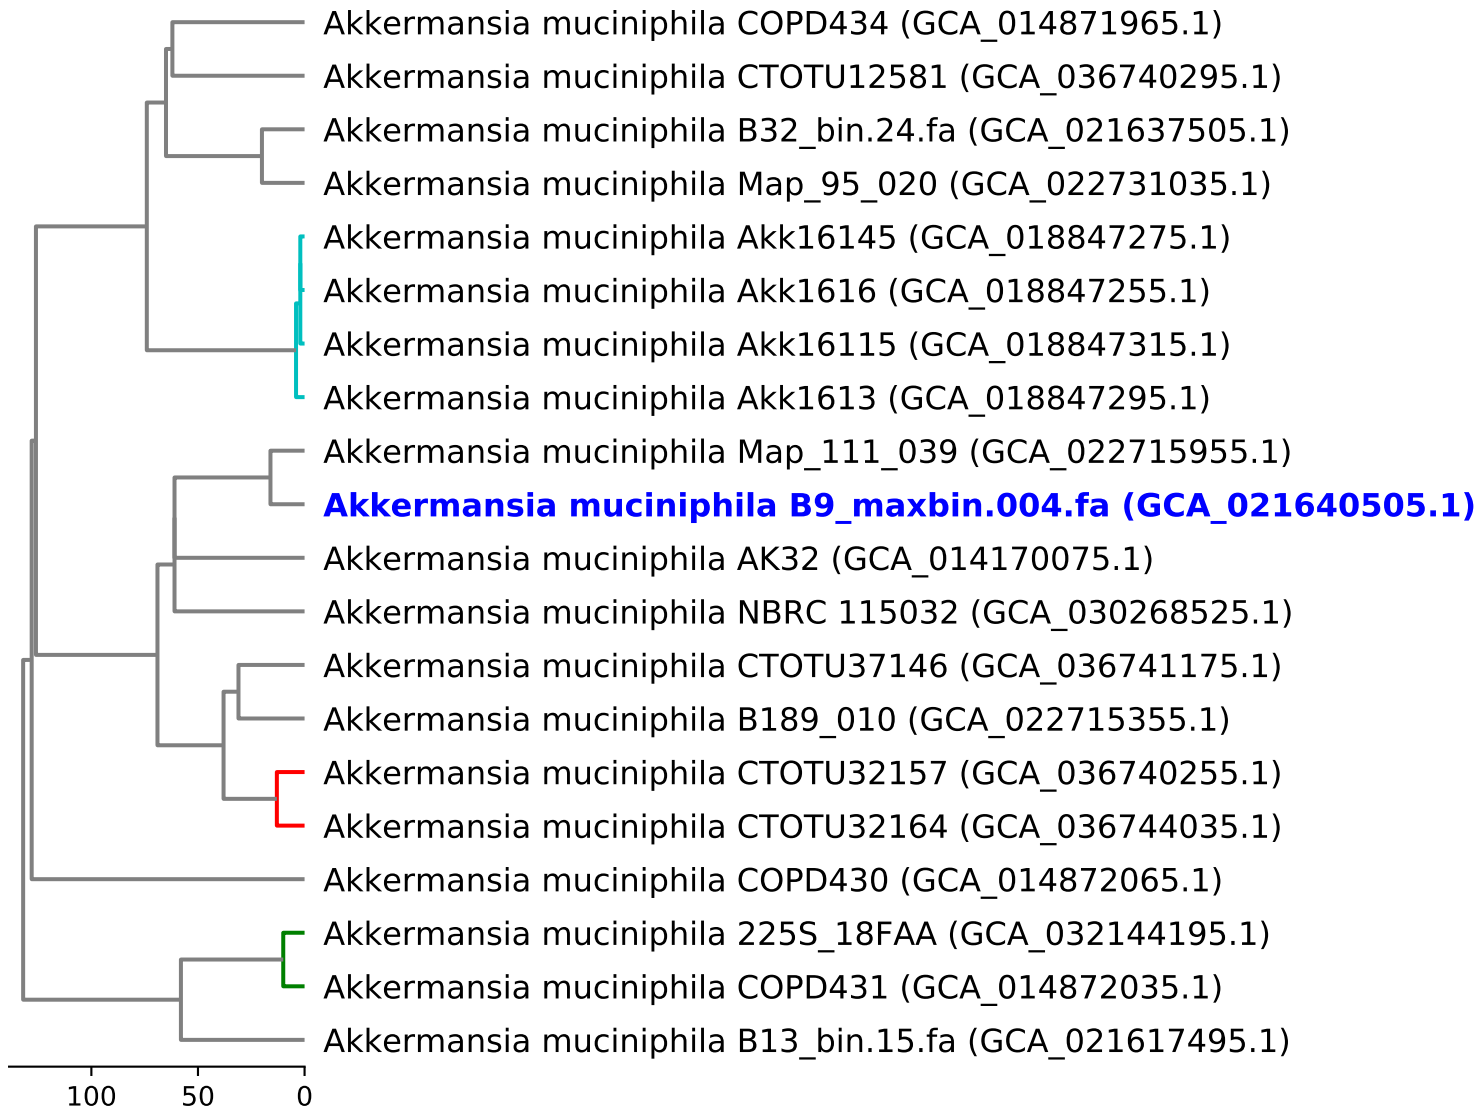 Akkermansia muciniphila COPD434 (GCA_014871965.1)
Akkermansia muciniphila CTOTU12581 (GCA_036740295.1)
Akkermansia muciniphila B32_bin.24.fa (GCA_021637505.1)
Akkermansia muciniphila Map_95_020 (GCA_022731035.1)
Akkermansia muciniphila Akk16145 (GCA_018847275.1)
Akkermansia muciniphila Akk1616 (GCA_018847255.1)
Akkermansia muciniphila Akk16115 (GCA_018847315.1)
Akkermansia muciniphila Akk1613 (GCA_018847295.1)
Akkermansia muciniphila Map_111_039 (GCA_022715955.1)
Akkermansia muciniphila B9_maxbin.004.fa (GCA_021640505.1)
Akkermansia muciniphila AK32 (GCA_014170075.1)
Akkermansia muciniphila NBRC 115032 (GCA_030268525.1)
Akkermansia muciniphila CTOTU37146 (GCA_036741175.1)
Akkermansia muciniphila B189_010 (GCA_022715355.1)
Akkermansia muciniphila CTOTU32157 (GCA_036740255.1)
Akkermansia muciniphila CTOTU32164 (GCA_036744035.1)
Akkermansia muciniphila COPD430 (GCA_014872065.1)
Akkermansia muciniphila 225S_18FAA (GCA_032144195.1)
Akkermansia muciniphila COPD431 (GCA_014872035.1)
Akkermansia muciniphila B13_bin.15.fa (GCA_021617495.1)
100 50 0